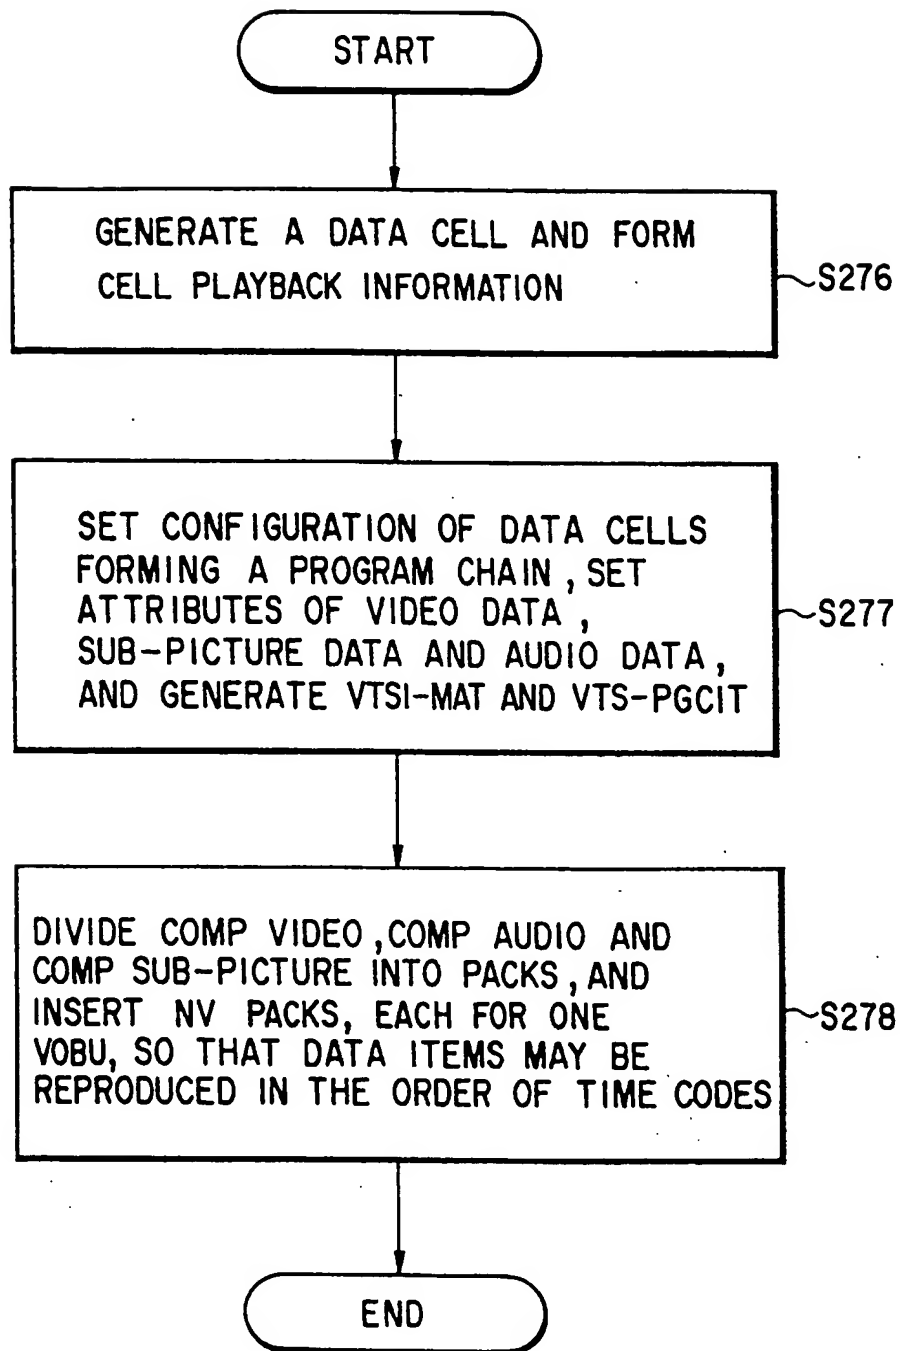 START
GENERATE A DATA CELL AND FORM
CELL PLAYBACK INFORMATION
S276
SET CONFIGURATION OF DATA CELLS
FORMING A PROGRAM CHAIN, SET
ATTRIBUTES OF VIDEO DATA,
SUB-PICTURE DATA AND AUDIO DATA,
AND GENERATE VTSI-MAT AND VTS-PGCIT
S277
DIVIDE COMP VIDEO, COMP AUDIO AND
COMP SUB-PICTURE INTO PACKS, AND
INSERT NV PACKS, EACH FOR ONE
VOBU, SO THAT DATA ITEMS MAY BE
REPRODUCED IN THE ORDER OF TIME CODES
S278
END